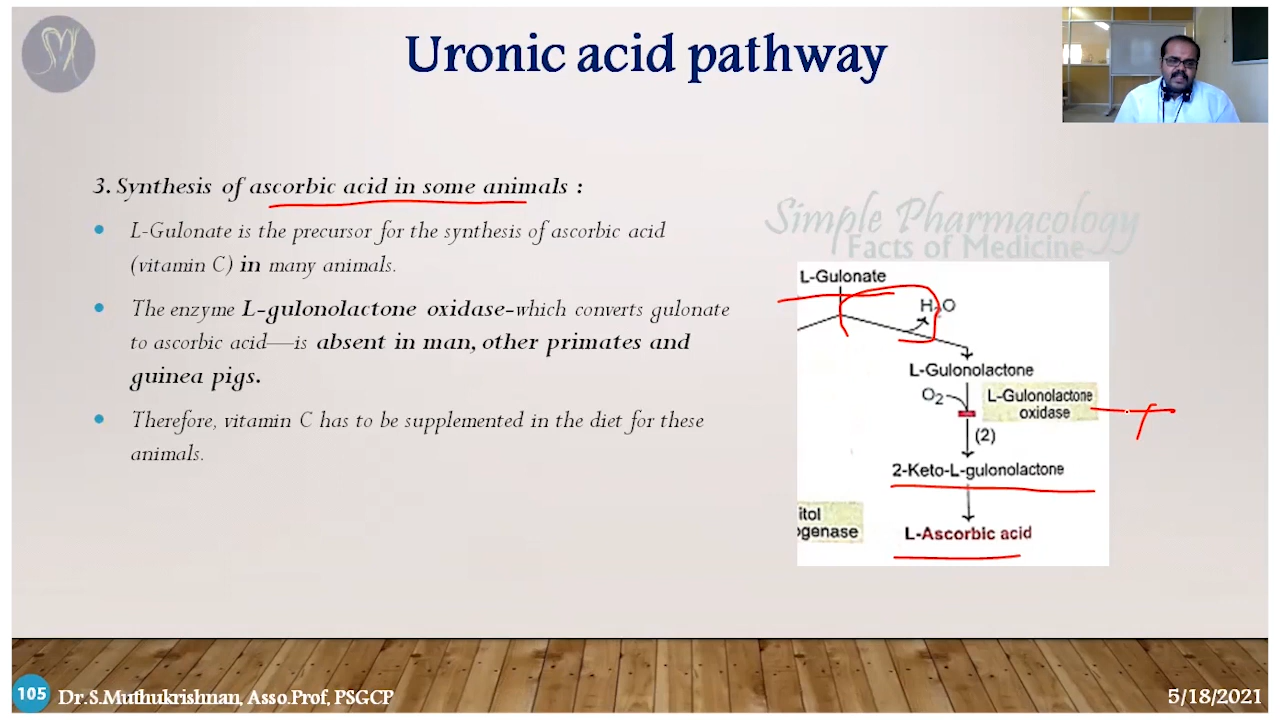 Uronic acid pathway
3. Synthesis of ascorbic acid in some animals :
L-Gulonate is the precursor for the synthesis of ascorbic acid
(vitamin C) in many animals.
The enzyme L-gulonolactone oxidase-which converts gulonate
to ascorbic acid—is absent in man, other primates and
guinea pigs.
Therefore, vitamin C has to be supplemented in the diet for these
animals.
Simple Pharmacology
Facts of Medicine
L-Gulonate
H2O
L-Gulonolactone
O2
L-Gulonolactone
oxidase
(2)
2-Keto-L-gulonolactone
itol
ogenase
L-Ascorbic acid
105 Dr.S.Muthukrishnan, Asso.Prof, PSGCP
5/18/2021